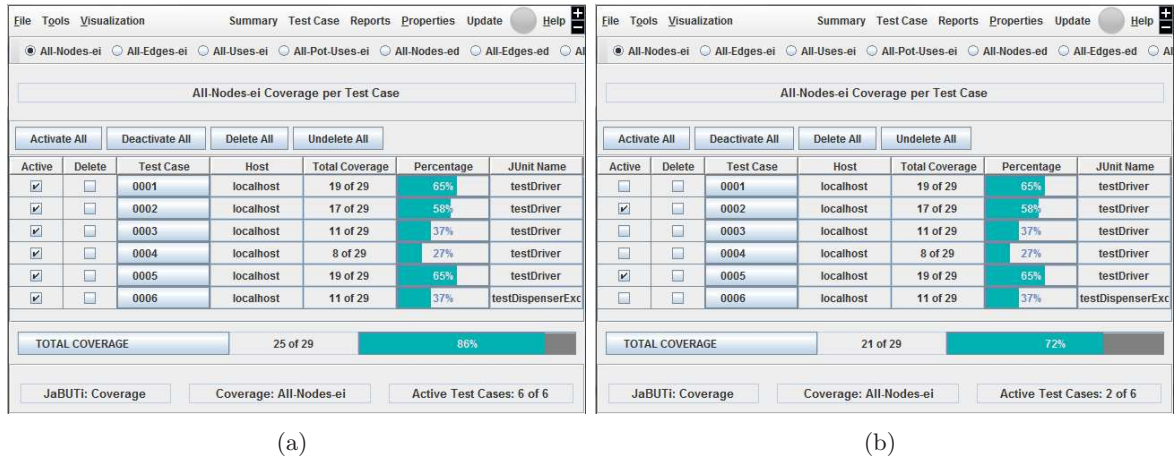 File Tools Visualization Summary Test Case Reports Properties Update Help
All-Nodes-ei All-Edges-ei All-Uses-ei All-Pot-Uses-ei All-Nodes-ed All-Edges-ed Al
All-Nodes-ei Coverage per Test Case
Activate All Deactivate All Delete All Undelete All
Active Delete Test Case Host Total Coverage Percentage JUnit Name
0001 localhost 19 of 29 65% testDriver
0002 localhost 17 of 29 58% testDriver
0003 localhost 11 of 29 37% testDriver
0004 localhost 8 of 29 27% testDriver
0005 localhost 19 of 29 65% testDriver
0006 localhost 11 of 29 37% testDispenserExc
TOTAL COVERAGE 25 of 29 86%
JaBUTi: Coverage Coverage: All-Nodes-ei Active Test Cases: 6 of 6
(a)
File Tools Visualization Summary Test Case Reports Properties Update Help
All-Nodes-ei All-Edges-ei All-Uses-ei All-Pot-Uses-ei All-Nodes-ed All-Edges-ed Al
All-Nodes-ei Coverage per Test Case
Activate All Deactivate All Delete All Undelete All
Active Delete Test Case Host Total Coverage Percentage JUnit Name
0001 localhost 19 of 29 65% testDriver
0002 localhost 17 of 29 58% testDriver
0003 localhost 11 of 29 37% testDriver
0004 localhost 8 of 29 27% testDriver
0005 localhost 19 of 29 65% testDriver
0006 localhost 11 of 29 37% testDispenserExc
TOTAL COVERAGE 21 of 29 72%
JaBUTi: Coverage Coverage: All-Nodes-ei Active Test Cases: 2 of 6
(b)